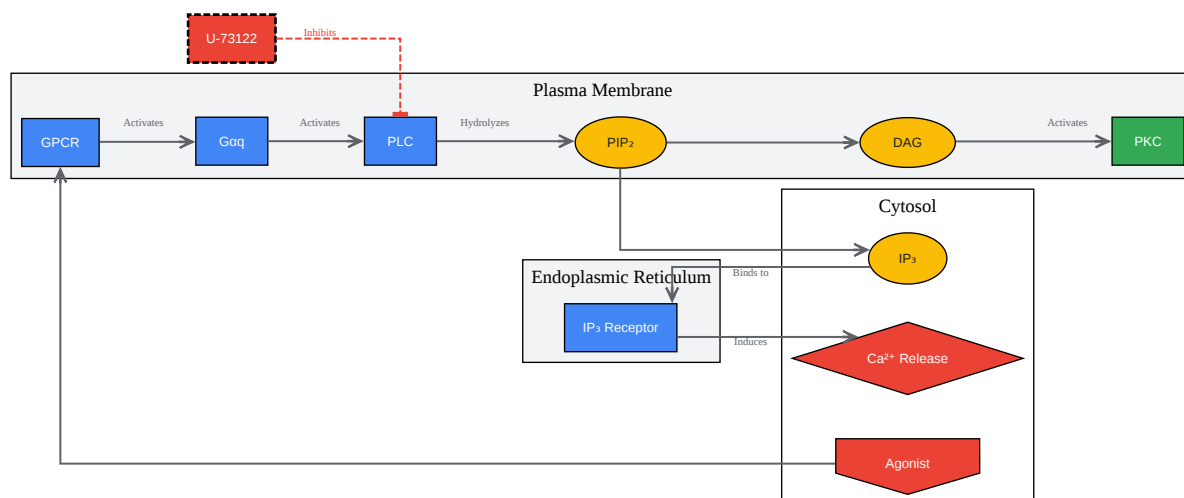 U-73122
Inhibits
Plasma Membrane
GPCR
Activates
Gαq
Activates
PLC
Hydrolyzes
PIP₂
DAG
Activates
PKC
Cytosol
IP₃
Binds to
Endoplasmic Reticulum
IP₃ Receptor
Induces
Ca²⁺ Release
Agonist